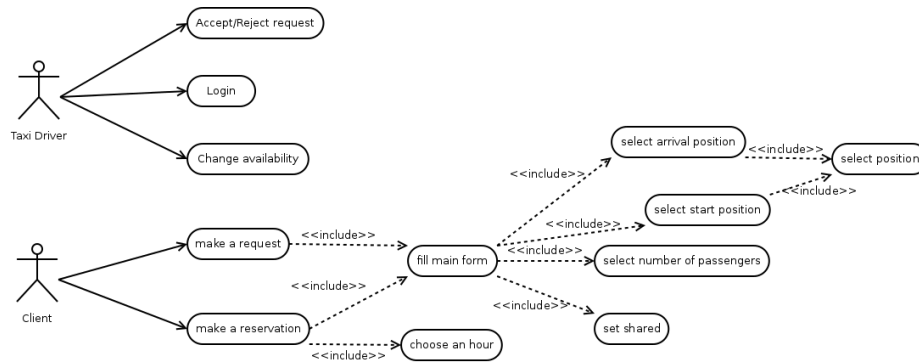 Accept/Reject request
Login
Taxi Driver
Change availability
select arrival position
<<include>>
select position
<<include>>
<<include>>
select start position
<<include>>
make a request
<<include>>
fill main form
<<include>>
select number of passengers
Client
<<include>>
make a reservation
<<include>>
set shared
choose an hour
<<include>>